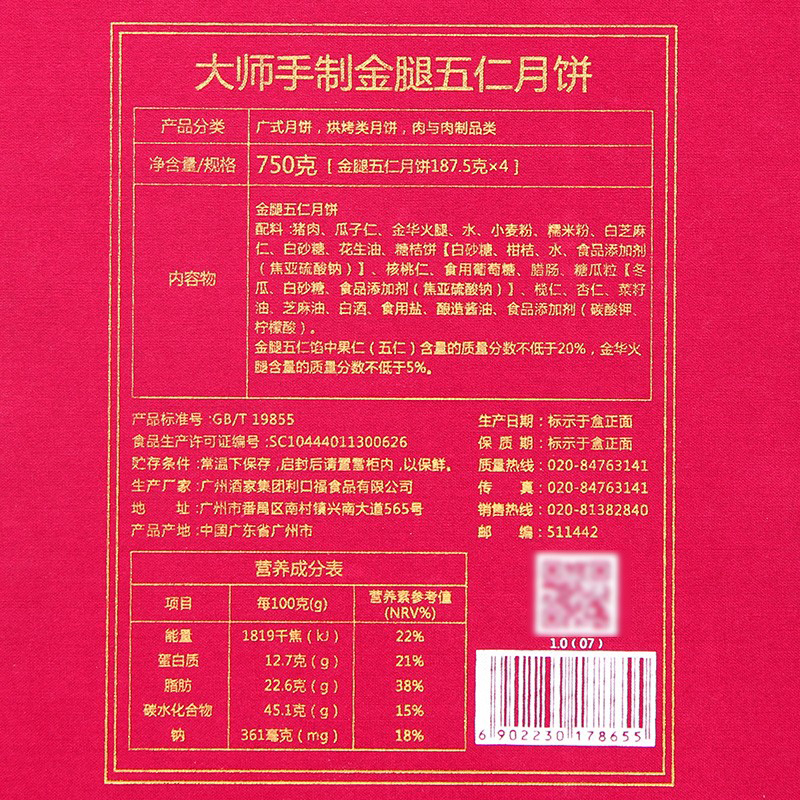 大师手制金腿五仁月饼
产品分类 广式月饼，烘烤类月饼，肉与肉制品类
净含量/规格 750克 [ 金腿五仁月饼187.5克×4 ]
内容物
金腿五仁月饼
配料:猪肉、瓜子仁、金华火腿、水、小麦粉、糯米粉、白芝麻
仁、白砂糖、花生油、糖桔饼【白砂糖、柑桔、水、食品添加剂
（焦亚硫酸钠）】、核桃仁、食用葡萄糖、腊肠、糖瓜粒【冬
瓜、白砂糖、食品添加剂（焦亚硫酸钠）】、榄仁、杏仁、菜籽
油、芝麻油、白酒、食用盐、酿造酱油、食品添加剂（碳酸钾、
柠檬酸）。
金腿五仁馅中果仁（五仁）含量的质量分数不低于20%，金华火
腿含量的质量分数不低于5%。
产品标准号:GB/T 19855
食品生产许可证编号:SC10444011300626
贮存条件:常温下保存,启封后请置雪柜内,以保鲜。
生产厂家:广州酒家集团利口福食品有限公司
地 址:广州市番禺区南村镇兴南大道565号
产品产地:中国广东省广州市
生产日期：标示于盒正面
保 质 期：标示于盒正面
质量热线：020-84763141
传 真：020-84763141
销售热线：020-81382840
邮 编：511442
营养成分表
项目 每100克(g) 营养素参考值
(NRV%)
能量 1819千焦（kJ） 22%
蛋白质 12.7克（g） 21%
脂肪 22.6克（g） 38%
碳水化合物 45.1克（g） 15%
钠 361毫克（mg） 18%
1.0(07)
6 902230 178655